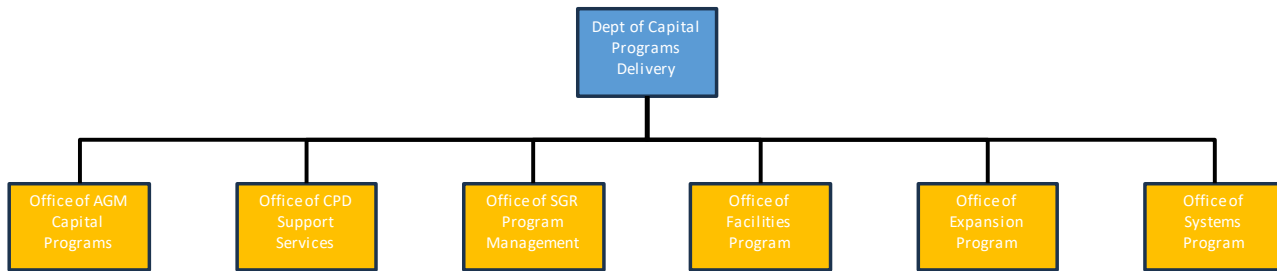 Dept of Capital
Programs
Delivery
Office of AGM
Capital
Programs
Office of CPD
Support
Services
Office of SGR
Program
Management
Office of
Facilities
Program
Office of
Expansion
Program
Office of
Systems
Program